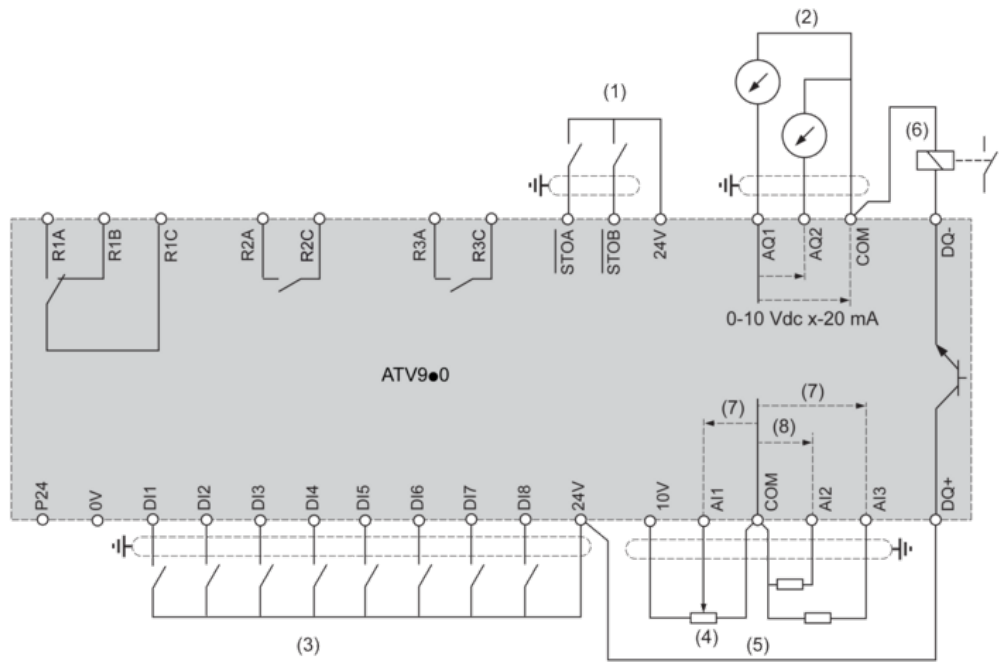 (2)
(1)
(6)
R1A
R1B
R1C
R2A
R2C
R3A
R3C
STOA
STOB
24V
AQ1
AQ2
COM
DQ-
0-10 Vdc x-20 mA
ATV9●0
(7)
(7)
(8)
P24
0V
DI1
DI2
DI3
DI4
DI5
DI6
DI7
DI8
24V
10V
AI1
COM
AI2
AI3
DQ+
(3)
(4)
(5)